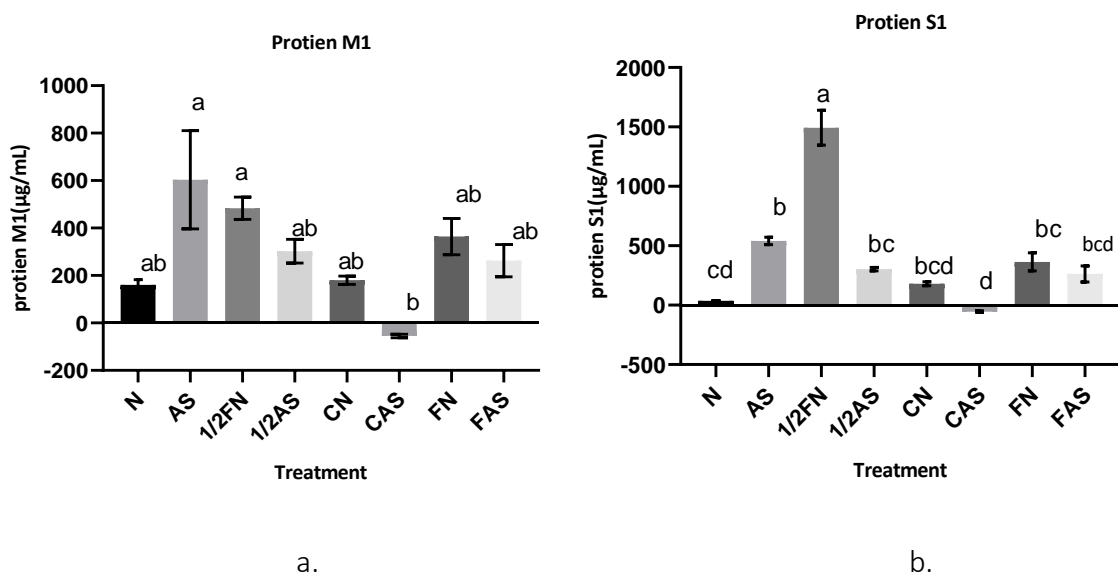 Protien M1
protien M1(µg/mL)
1000
800
600
400
200
0
-200
a
a
ab
ab
ab
b
ab
ab
N
AS
1/2FN
1/2AS
CN
CAS
FN
FAS
Treatment
a.
Protien S1
protien S1(µg/mL)
2000
1500
1000
500
0
-500
cd
b
a
bc
bcd
d
bc
bcd
N
AS
1/2FN
1/2AS
CN
CAS
FN
FAS
Treatment
b.